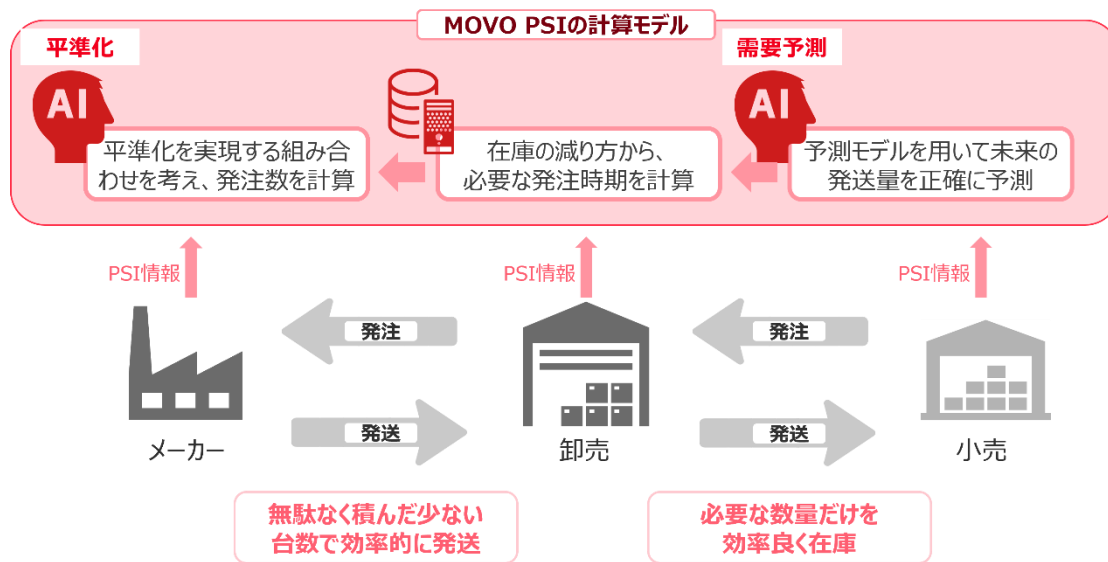 MOVO PSIの計算モデル
平準化
需要予測
AI
AI
平準化を実現する組み合
わせを考え、発注数を計算
在庫の減り方から、
必要な発注時期を計算
予測モデルを用いて未来の
発送量を正確に予測
PSI情報
PSI情報
PSI情報
発注
発注
発送
発送
メーカー
卸売
小売
無駄なく積んだ少ない
台数で効率的に発送
必要な数量だけを
効率良く在庫